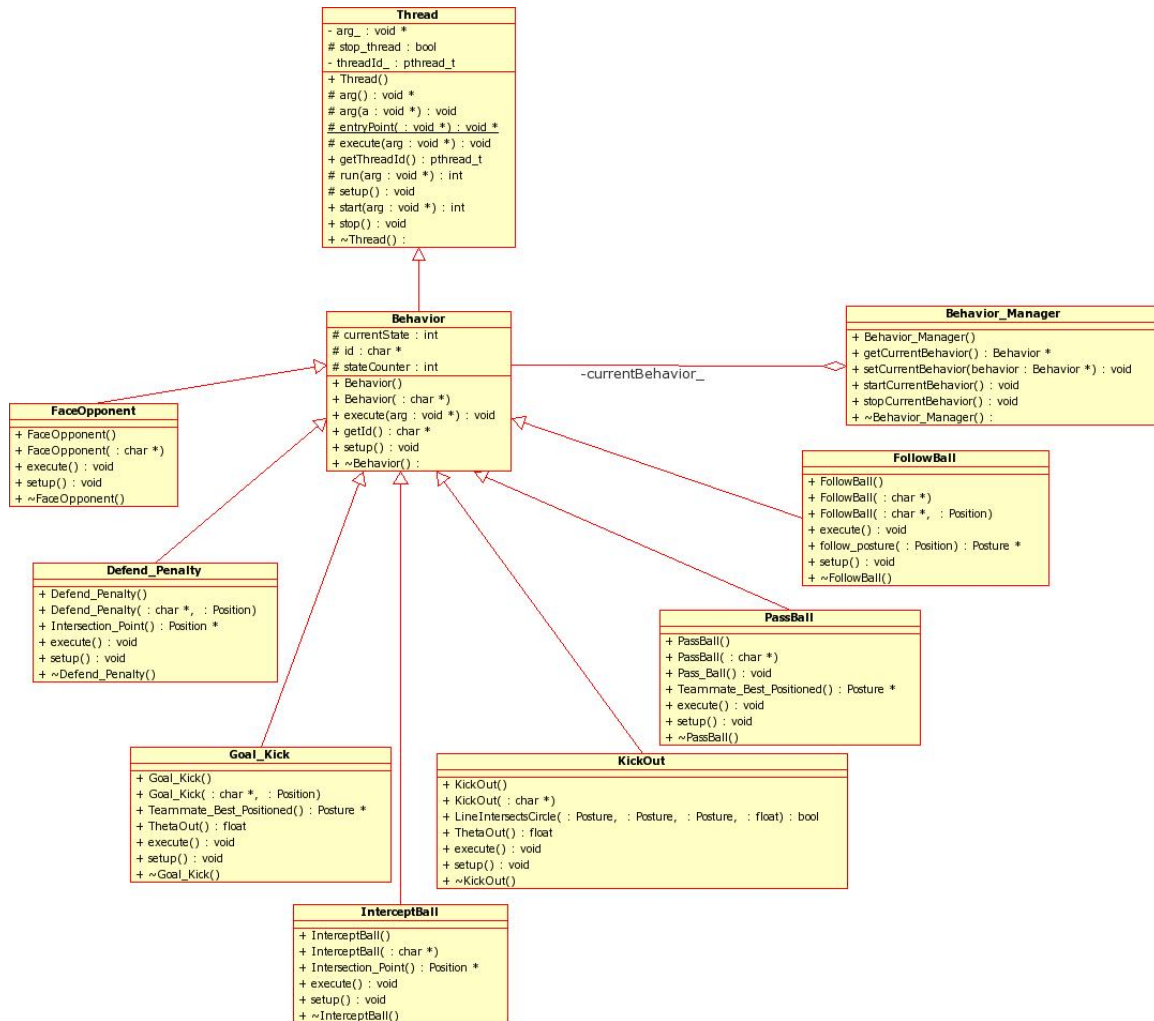 Thread
- arg_ : void *
# stop_thread : bool
- threadId_ : pthread_t
+ Thread()
# arg() : void *
# arg(a : void *) : void
# entryPoint( : void *) : void *
# execute(arg : void *) : void
+ getThreadId() : pthread_t
# run(arg : void *) : int
# setup() : void
+ start(arg : void *) : int
+ stop() : void
+ ~Thread() :
Behavior
# currentState : int
# id : char *
# stateCounter : int
+ Behavior()
+ Behavior( : char *)
+ execute(arg : void *) : void
+ getId() : char *
+ setup() : void
+ ~Behavior() :
-currentBehavior_
Behavior_Manager
+ Behavior_Manager()
+ getCurrentBehavior() : Behavior *
+ setCurrentBehavior(behavior : Behavior *) : void
+ startCurrentBehavior() : void
+ stopCurrentBehavior() : void
+ ~Behavior_Manager() :
FaceOpponent
+ FaceOpponent()
+ FaceOpponent( : char *)
+ execute() : void
+ setup() : void
+ ~FaceOpponent()
FollowBall
+ FollowBall()
+ FollowBall( : char *)
+ FollowBall( : char *, : Position)
+ execute() : void
+ follow_posture( : Position) : Posture *
+ setup() : void
+ ~FollowBall()
Defend_Penalty
+ Defend_Penalty()
+ Defend_Penalty( : char *, : Position)
+ Intersection_Point() : Position *
+ execute() : void
+ setup() : void
+ ~Defend_Penalty()
PassBall
+ PassBall()
+ PassBall( : char *)
+ Pass_Ball() : void
+ Teammate_Best_Positioned() : Posture *
+ execute() : void
+ setup() : void
+ ~PassBall()
Goal_Kick
+ Goal_Kick()
+ Goal_Kick( : char *, : Position)
+ Teammate_Best_Positioned() : Posture *
+ ThetaOut() : float
+ execute() : void
+ setup() : void
+ ~Goal_Kick()
KickOut
+ KickOut()
+ KickOut( : char *)
+ LineIntersectsCircle( : Posture, : Posture, : Posture, : float) : bool
+ ThetaOut() : float
+ execute() : void
+ setup() : void
+ ~KickOut()
InterceptBall
+ InterceptBall()
+ InterceptBall( : char *)
+ Intersection_Point() : Position *
+ execute() : void
+ setup() : void
+ ~InterceptBall()